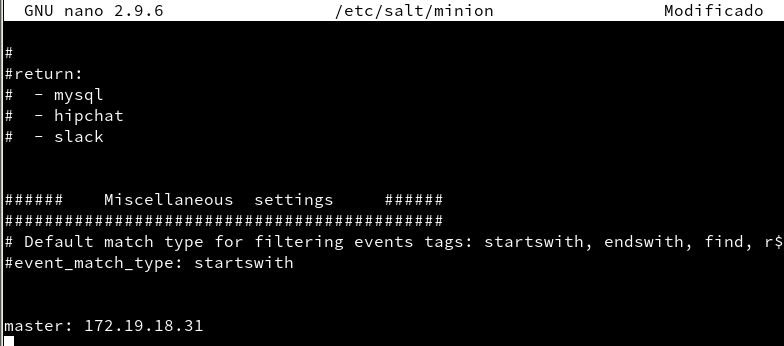 GNU nano 2.9.6 /etc/salt/minion Modificado
#
#return:
#  - mysql
#  - hipchat
#  - slack
######    Miscellaneous  settings     ######
############################################
# Default match type for filtering events tags: startswith, endswith, find, r$
#event_match_type: startswith
master: 172.19.18.31